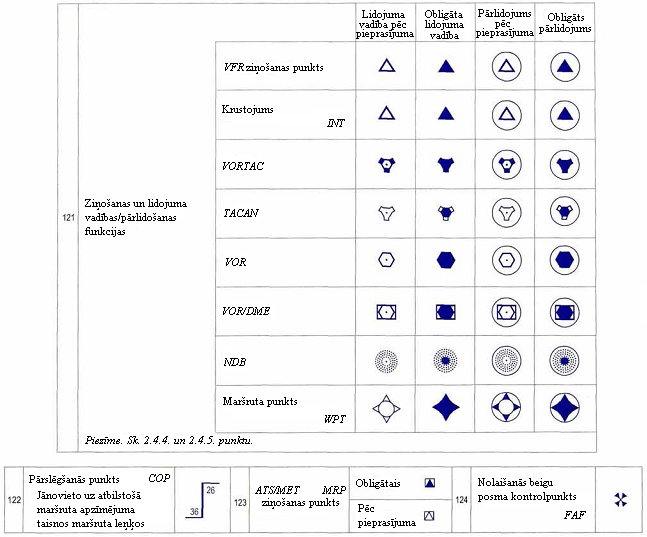 Lidojuma
vadība pēc
pieprasījuma
Obligāta
lidojuma
vadība
Pārlidojums
pēc
pieprasījuma
Obligāts
pārlidojums
121
Ziņošanas un lidojuma
vadības/pārlidošanas
funkcijas
VFR ziņošanas punkts
Krustojums
INT
VORTAC
TACAN
VOR
VOR/DME
NDB
Maršruta punkts
WPT
Piezīme. Sk. 2.4.4. un 2.4.5. punktu.
122
Pārslēgšanās punkts COP
Jānovieto uz atbilstošā
maršruta apzīmējuma
taisnos maršruta leņķos
26
36
123
ATS/MET MRP
ziņošanas punkts
Obligātais
Pēc
pieprasījuma
124
Nolaišanās beigu
posma kontrolpunkts
FAF